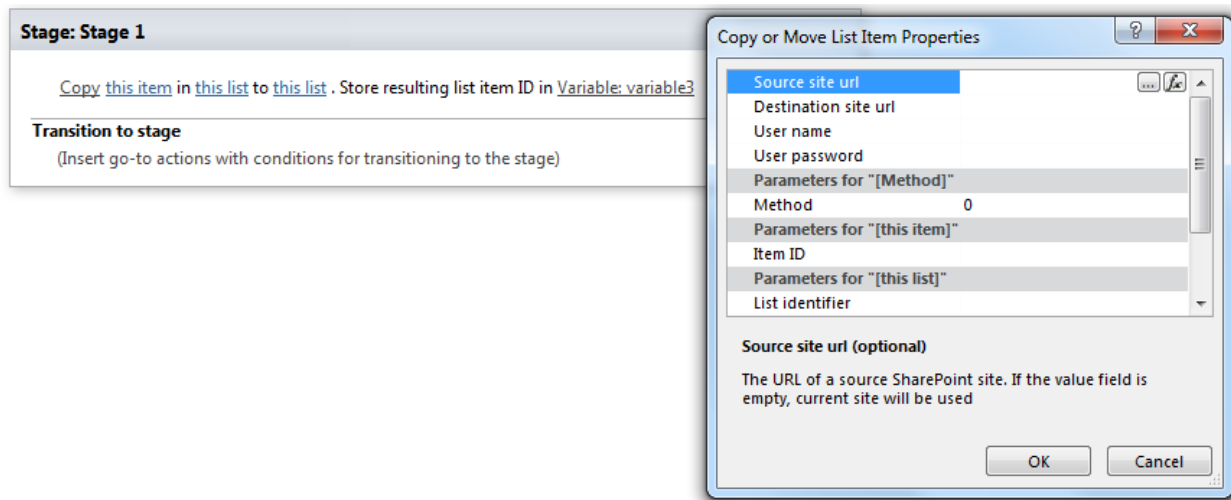 Stage: Stage 1
Copy this item in this list to this list . Store resulting list item ID in Variable: variable3
Transition to stage
(Insert go-to actions with conditions for transitioning to the stage)
Copy or Move List Item Properties
?
Source site url ... fx
Destination site url
User name
User password
Parameters for "[Method]"
Method 0
Parameters for "[this item]"
Item ID
Parameters for "[this list]"
List identifier
Source site url (optional)
The URL of a source SharePoint site. If the value field is
empty, current site will be used
OK Cancel